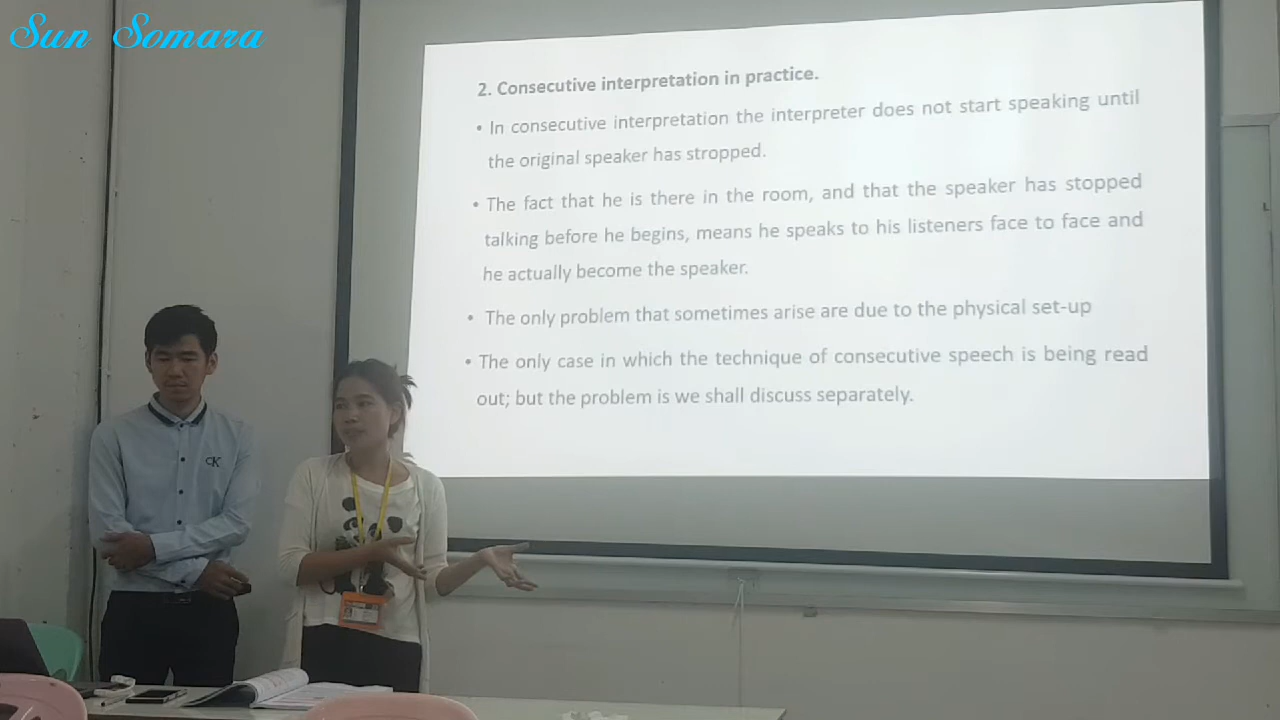 Sun Somara
2. Consecutive interpretation in practice.
• In consecutive interpretation the interpreter does not start speaking until
the original speaker has stropped.
• The fact that he is there in the room, and that the speaker has stopped
talking before he begins, means he speaks to his listeners face to face and
he actually become the speaker.
• The only problem that sometimes arise are due to the physical set-up
• The only case in which the technique of consecutive speech is being read
out; but the problem is we shall discuss separately.
CK